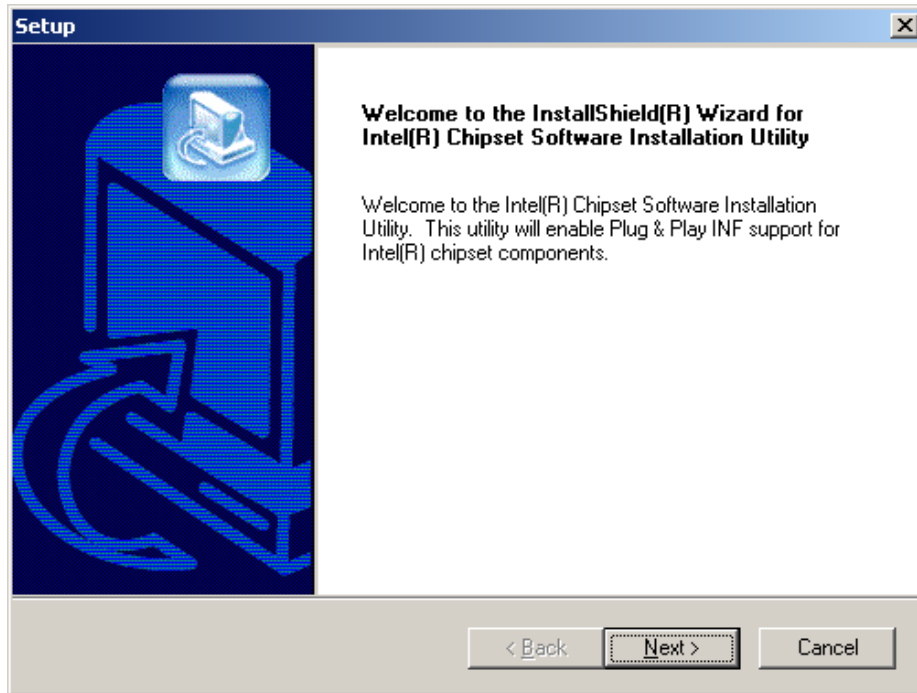 Setup
Welcome to the InstallShield(R) Wizard for
Intel(R) Chipset Software Installation Utility
Welcome to the Intel(R) Chipset Software Installation
Utility.  This utility will enable Plug & Play INF support for
Intel(R) chipset components.
< Back
Next >
Cancel